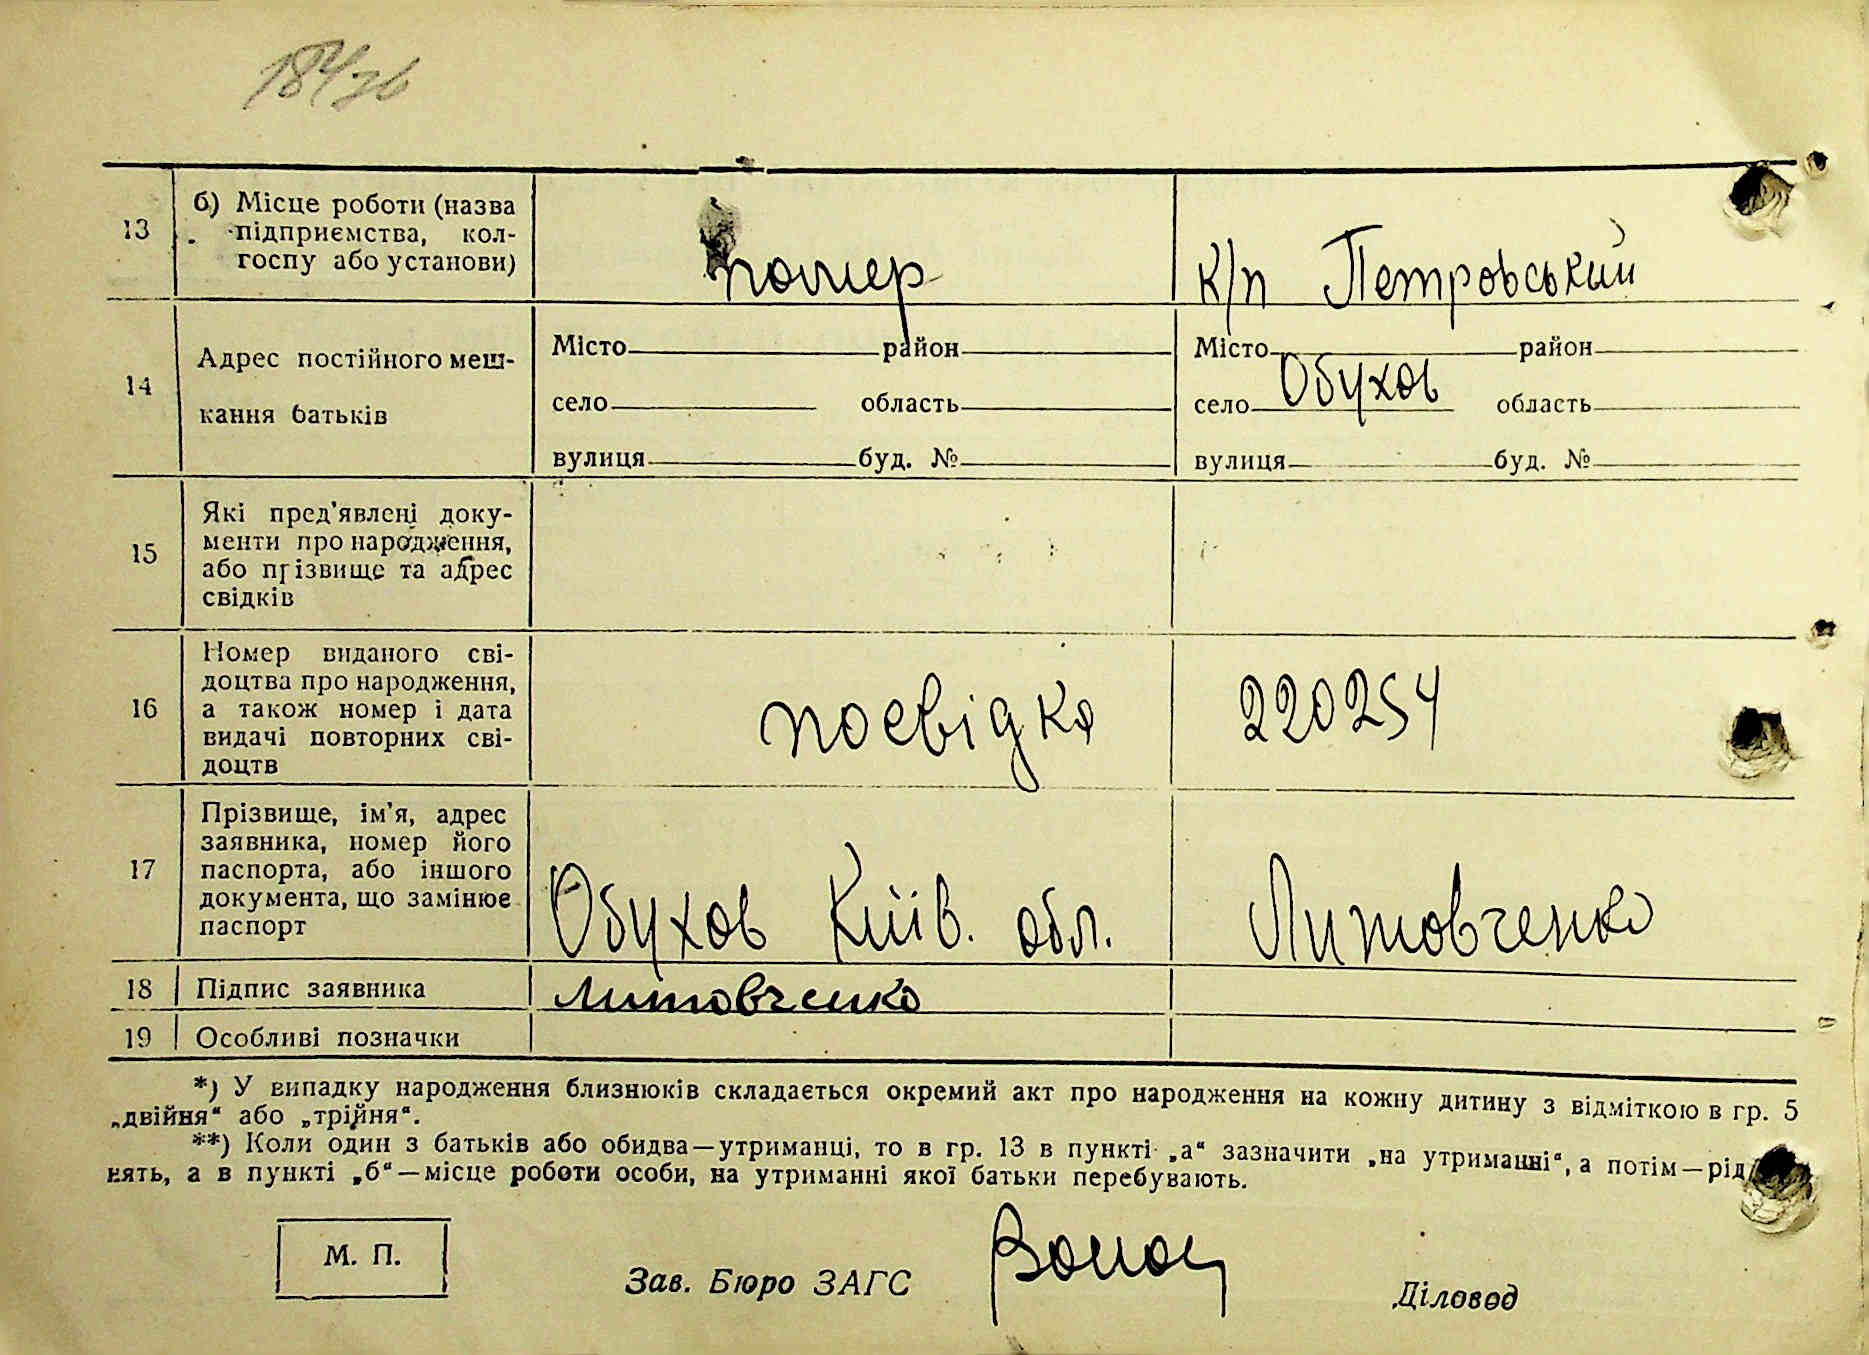 184зв
13
б) Місце роботи (назва
підприємства, кол-
госпу або установи)
помер
к/п Петровський
14
Адрес постійного меш-
кання батьків
Місто район
село область
вулиця буд. №
Місто район
село Обухов область
вулиця буд. №
15
Які пред'явлені доку-
менти про народження,
або прізвище та адрес
свідків
16
Номер виданого сві-
доцтва про народження,
а також номер і дата
видачі повторних сві-
доцтв
посвідка
220254
17
Прізвище, ім'я, адрес
заявника, номер його
паспорта, або іншого
документа, що замінює
паспорт
Обухов Київ. обл.
Литовченко
18 Підпис заявника
Литовченко
19 Особливі позначки
*) У випадку народження близнюків складається окремий акт про народження на кожну дитину з відміткою в гр. 5
„двійня“ або „трійня“.
**) Коли один з батьків або обидва—утриманці, то в гр. 13 в пункті „а“ зазначити „на утриманні“, а потім—рід
нять, а в пункті „б“—місце роботи особи, на утриманні якої батьки перебувають.
М. П.
Зав. Бюро ЗАГС
Діловод